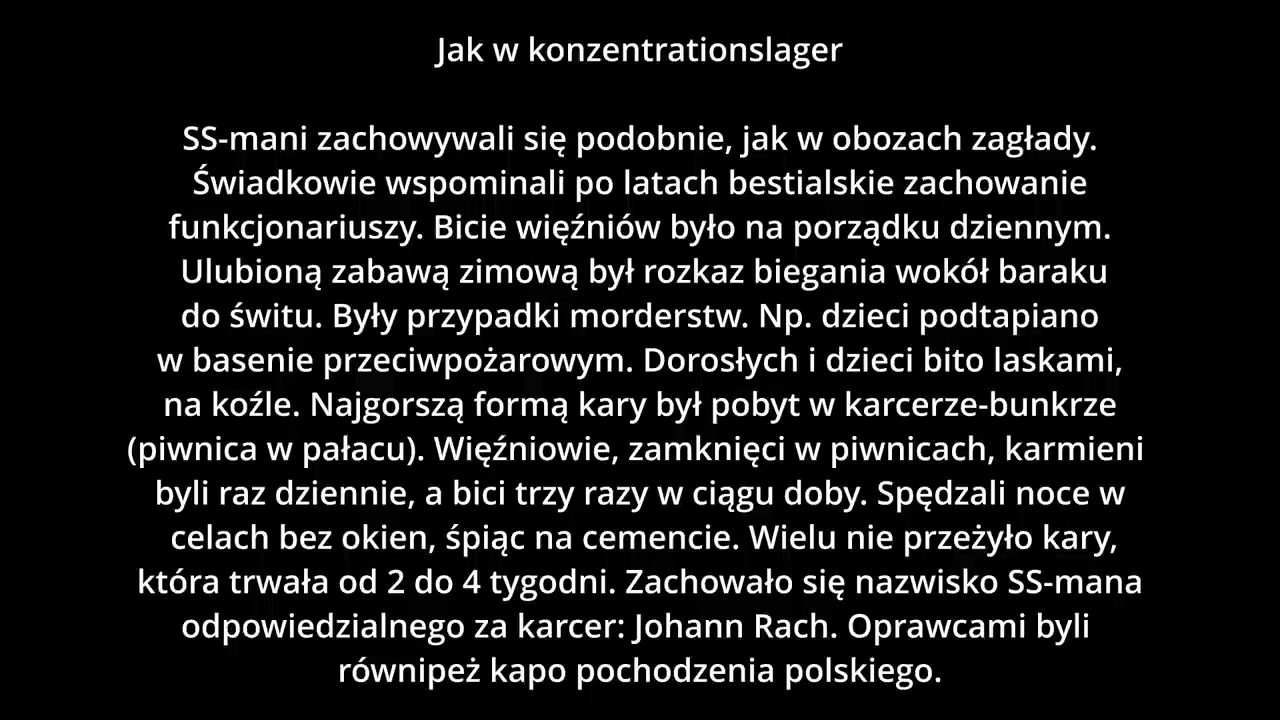 Jak w konzentrationslager
SS-mani zachowywali się podobnie, jak w obozach zagłady.
Świadkowie wspominali po latach bestialskie zachowanie
funkcjonariuszy. Bicie więźniów było na porządku dziennym.
Ulubioną zabawą zimową był rozkaz biegania wokół baraku
do świtu. Były przypadki morderstw. Np. dzieci podtapiano
w basenie przeciwpożarowym. Dorosłych i dzieci bito laskami,
na koźle. Najgorszą formą kary był pobyt w karcerze-bunkrze
(piwnica w pałacu). Więźniowie, zamknięci w piwnicach, karmieni
byli raz dziennie, a bici trzy razy w ciągu doby. Spędzali noce w
celach bez okien, śpiąc na cemencie. Wielu nie przeżyło kary,
która trwała od 2 do 4 tygodni. Zachowało się nazwisko SS-mana
odpowiedzialnego za karcer: Johann Rach. Oprawcami byli
równipeż kapo pochodzenia polskiego.